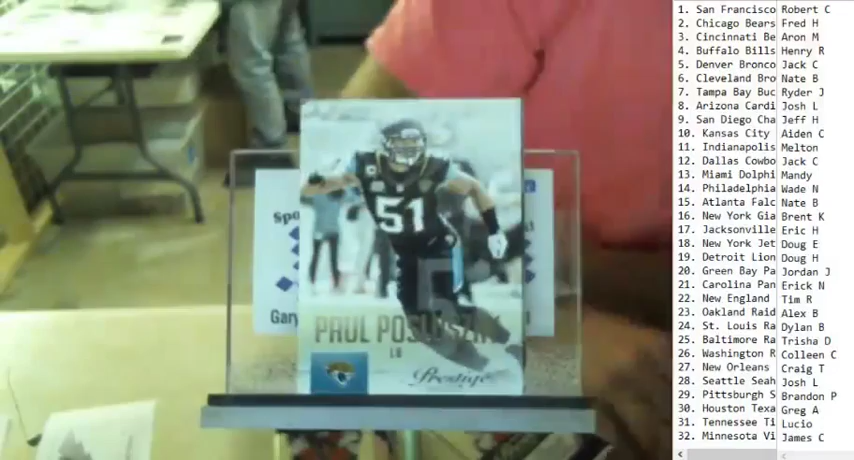 Spo
Gary
51
PAUL POSLUSZNY
LB
Prestige
1. San Francisco Robert C
2. Chicago Bears Fred H
3. Cincinnati Be Aron M
4. Buffalo Bills Henry R
5. Denver Bronco Jack C
6. Cleveland Bro Nate B
7. Tampa Bay Buc Ryder J
8. Arizona Cardi Josh L
9. San Diego Cha Jeff H
10. Kansas City Aiden C
11. Indianapolis Melton
12. Dallas Cowbo Jack C
13. Miami Dolphi Mandy
14. Philadelphia Wade N
15. Atlanta Falc Nate B
16. New York Gia Brent K
17. Jacksonville Eric H
18. New York Jet Doug E
19. Detroit Lion Doug H
20. Green Bay Pa Jordan J
21. Carolina Pan Erick N
22. New England Tim R
23. Oakland Raid Alex B
24. St. Louis Ra Dylan B
25. Baltimore Ra Trisha D
26. Washington R Colleen C
27. New Orleans Craig T
28. Seattle Seah Josh L
29. Pittsburgh S Brandon P
30. Houston Texa Greg A
31. Tennessee Ti Lucio
32. Minnesota Vi James C